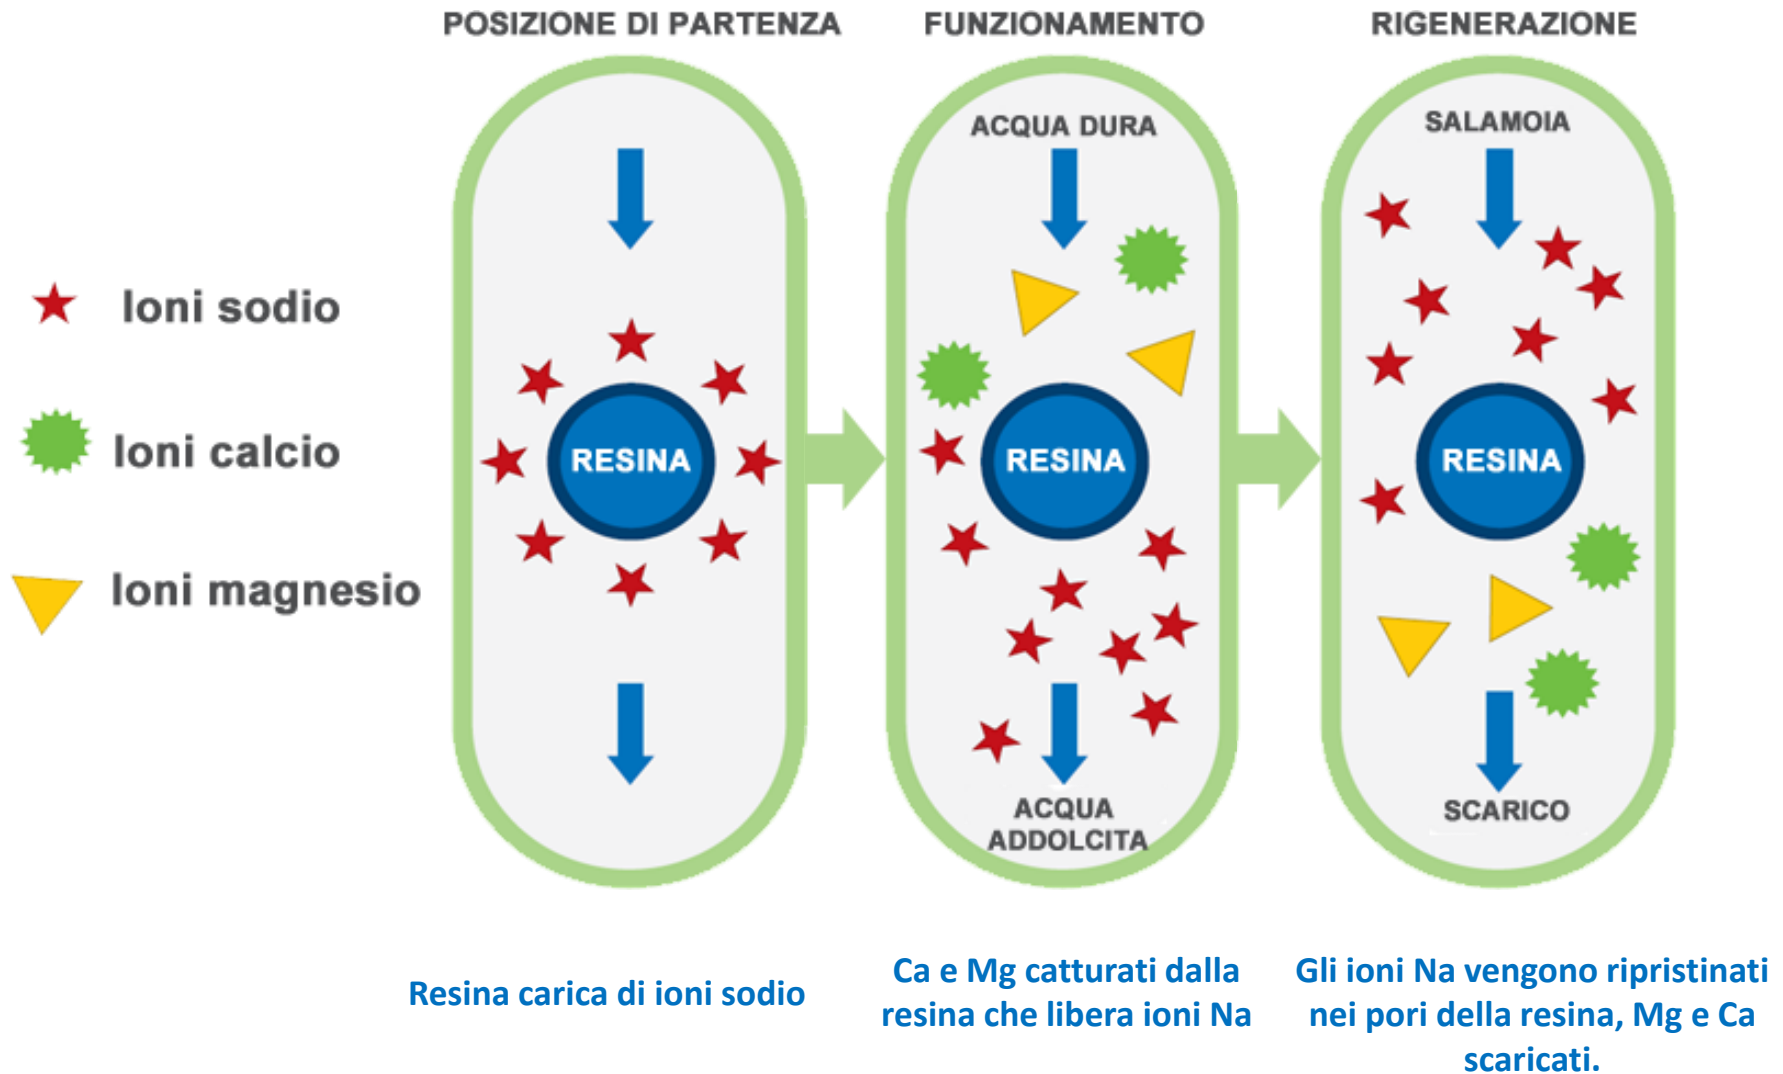 POSIZIONE DI PARTENZA
FUNZIONAMENTO
RIGENERAZIONE
ACQUA DURA
SALAMOIA
Ioni sodio
Ioni calcio
Ioni magnesio
RESINA
RESINA
RESINA
ACQUA
ADDOLCITA
SCARICO
Resina carica di ioni sodio
Ca e Mg catturati dalla
resina che libera ioni Na
Gli ioni Na vengono ripristinati
nei pori della resina, Mg e Ca
scaricati.